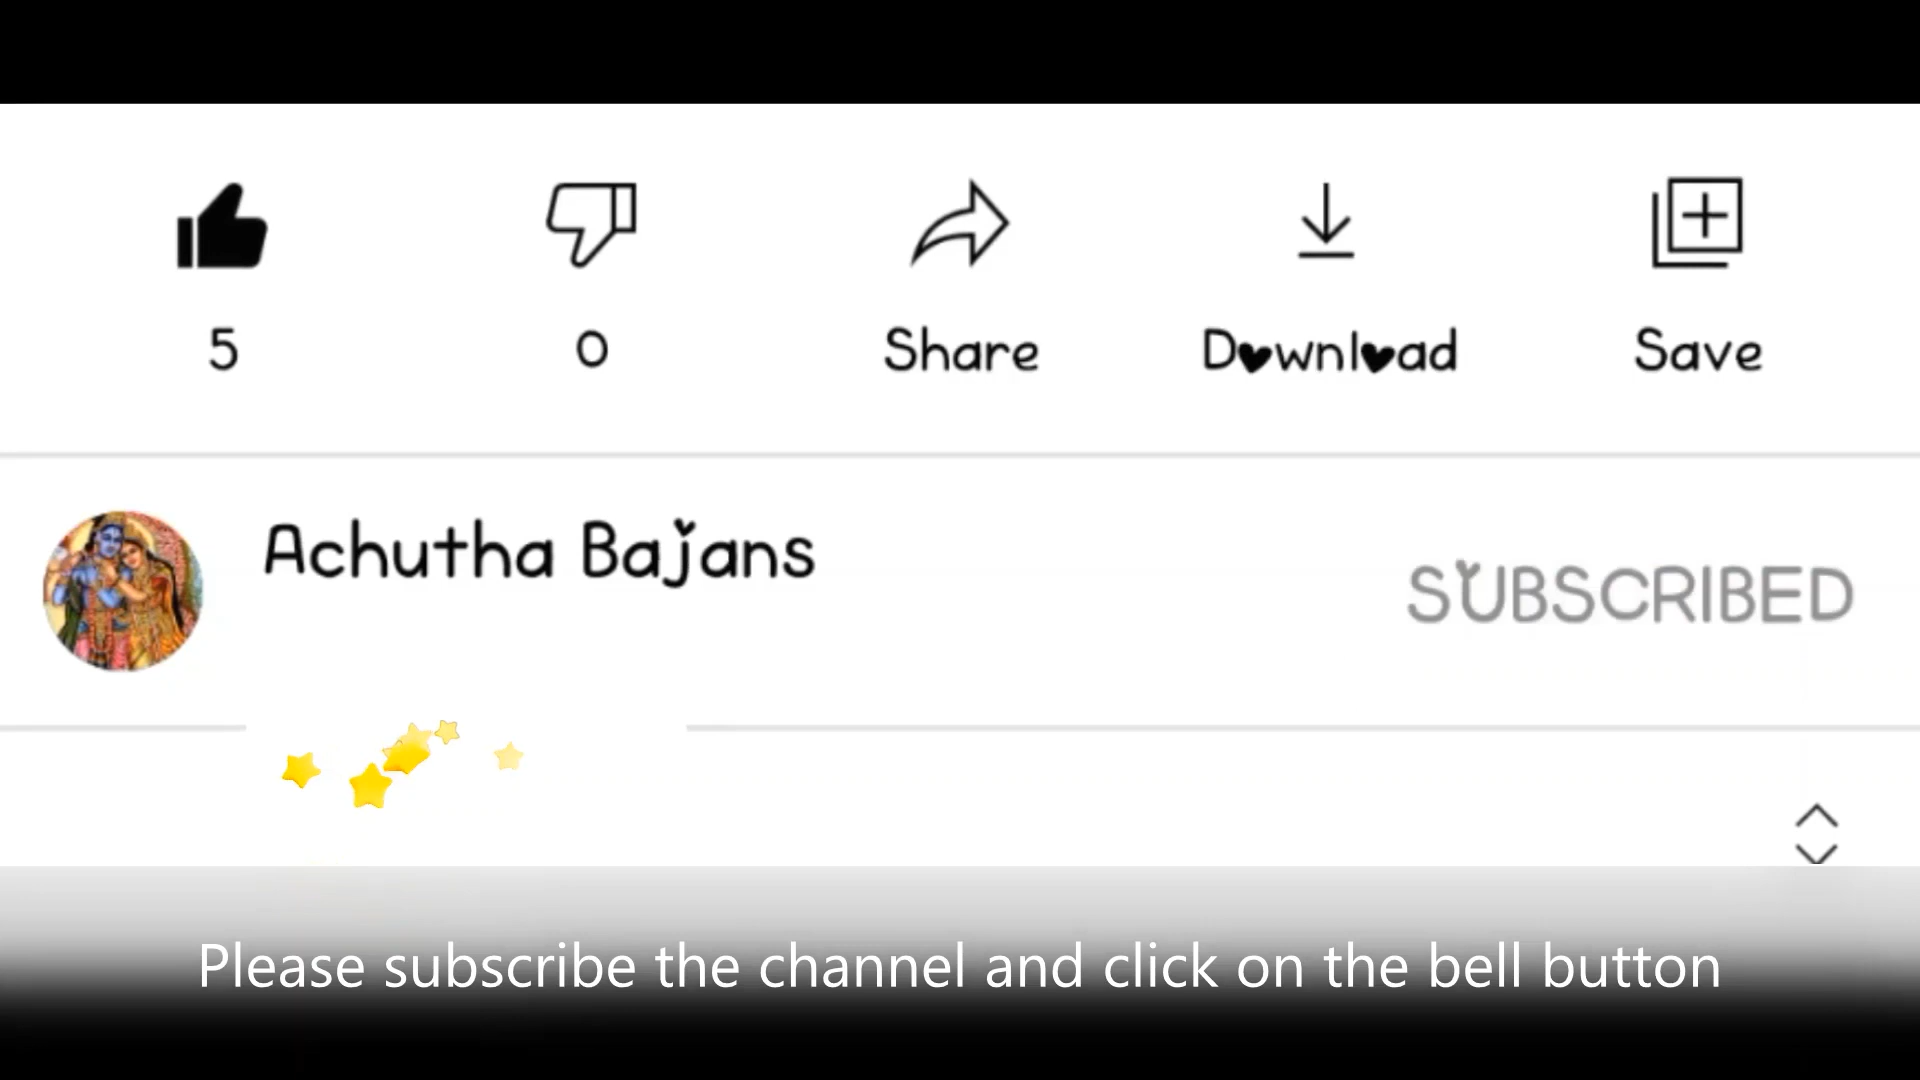 5 0 Share Download Save
Achutha Bajans
SUBSCRIBED
Please subscribe the channel and click on the bell button